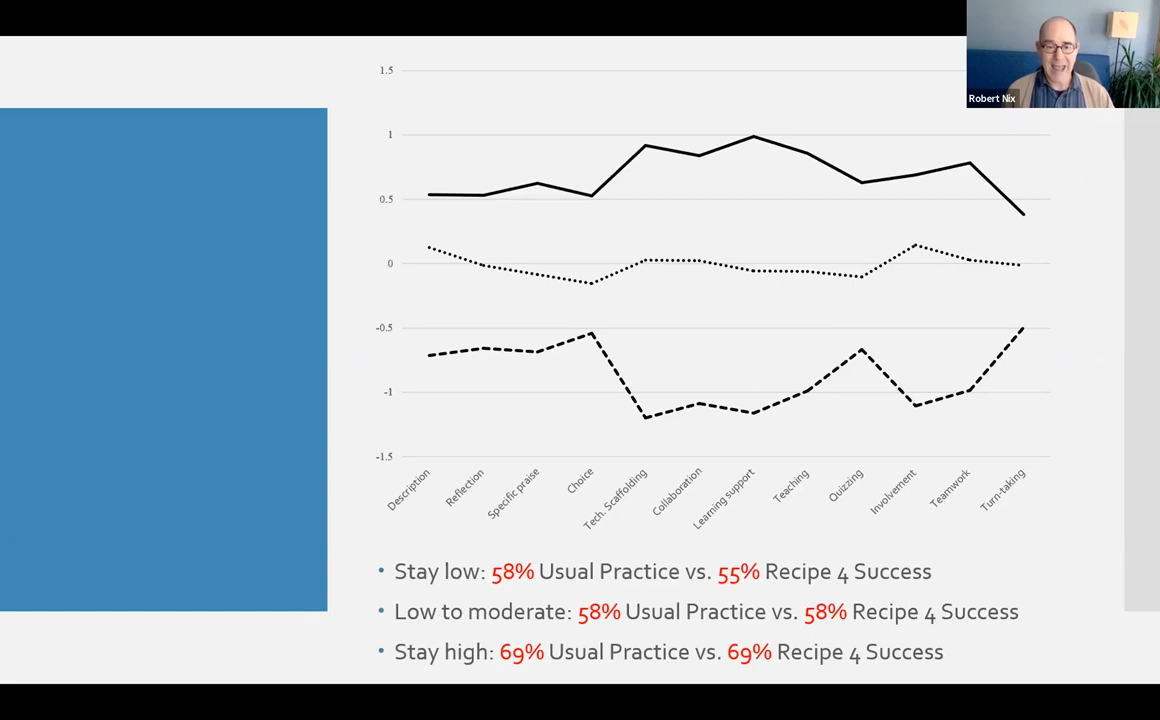 Robert Nix
1.5
1
0.5
0
-0.5
-1
-1.5
Description
Reflection
Specific praise
Choice
Tech. Scaffolding
Collaboration
Learning support
Teaching
Quizzing
Involvement
Teamwork
Turn-taking
• Stay low: 58% Usual Practice vs. 55% Recipe 4 Success
• Low to moderate: 58% Usual Practice vs. 58% Recipe 4 Success
• Stay high: 69% Usual Practice vs. 69% Recipe 4 Success